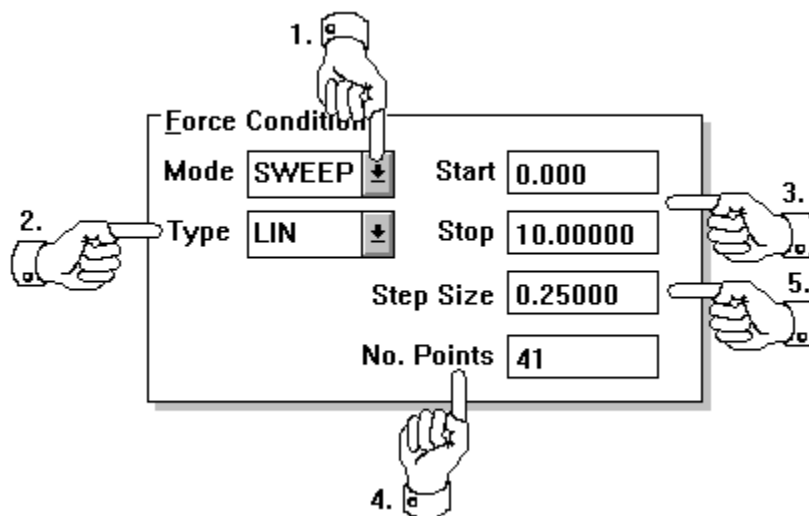 1.
Force Condition
Mode SWEEP Start 0.000
3.
2.
Type LIN Stop 10.00000
5.
Step Size 0.25000
No. Points 41
4.